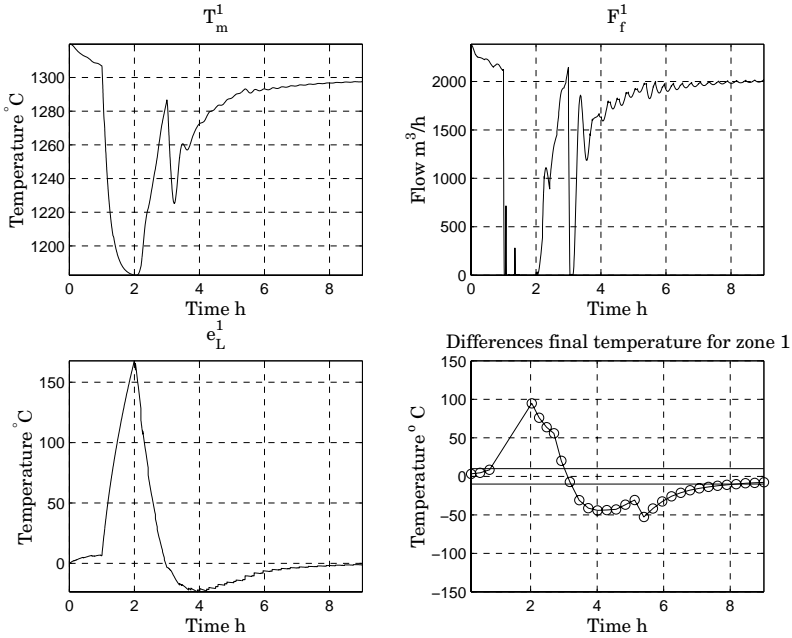 T_m^1
Temperature °C
1300
1280
1260
1240
1220
1200
0 2 4 6 8
Time h
F_f^1
Flow m³/h
2000
1500
1000
500
0
0 2 4 6 8
Time h
e_L^1
Temperature °C
150
100
50
0
0 2 4 6 8
Time h
Differences final temperature for zone 1
Temperature ° C
150
100
50
0
−50
−100
−150
2 4 6 8
Time h